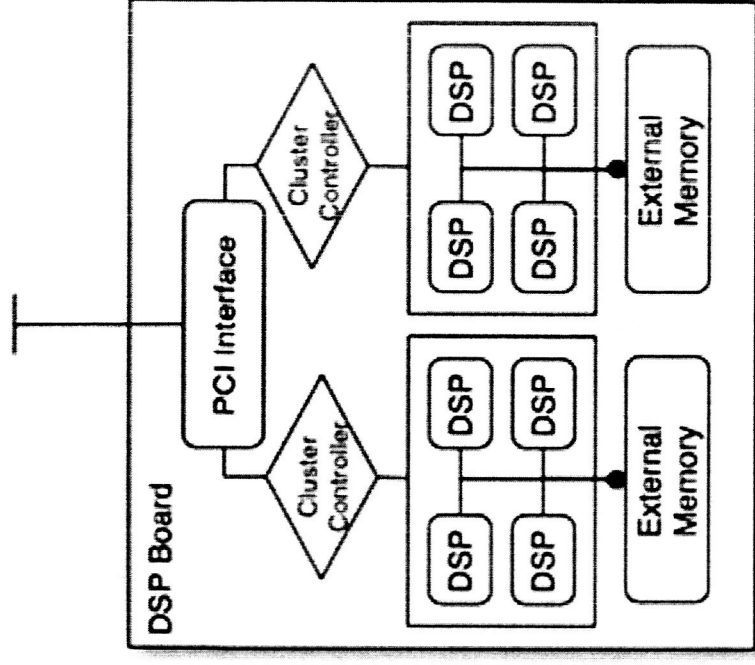 DSP Board
PCI Interface
Cluster
Controller
Cluster
Controller
DSP
DSP
DSP
DSP
DSP
DSP
DSP
DSP
External
Memory
External
Memory